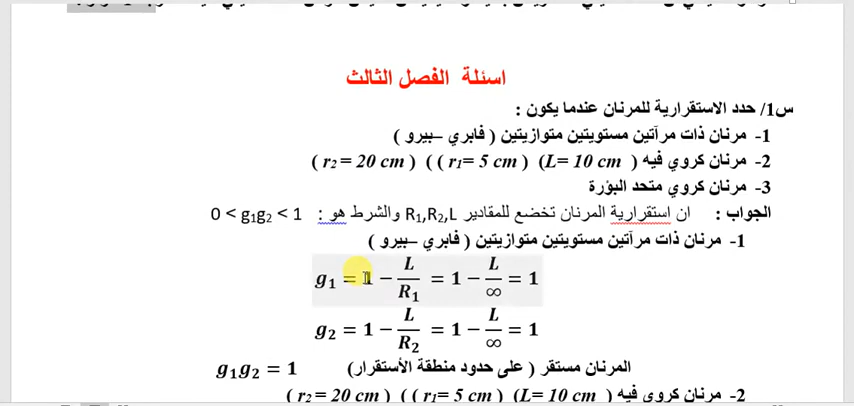 اسئلة الفصل الثالث
س1/ حدد الاستقرارية للمرنان عندما يكون :
1- مرنان ذات مرآتين مستويتين متوازيتين ( فابري –بيرو )
2- مرنان كروي فيه ( r₂ = 20 cm ) ( ( r₁= 5 cm ) (L= 10 cm )
3- مرنان كروي متحد البؤرة
الجواب : ان استقرارية المرنان تخضع للمقادير R₁,R₂,L والشرط هو : 0 < g₁g₂ < 1
1- مرنان ذات مرآتين مستويتين متوازيتين ( فابري –بيرو )
g₁ = 1 − L/R₁ = 1 − L/∞ = 1
g₂ = 1 − L/R₂ = 1 − L/∞ = 1
المرنان مستقر ( على حدود منطقة الأستقرار) g₁g₂ = 1
2- مرنان كروي فيه ( r₂ = 20 cm ) ( ( r₁= 5 cm ) (L= 10 cm )